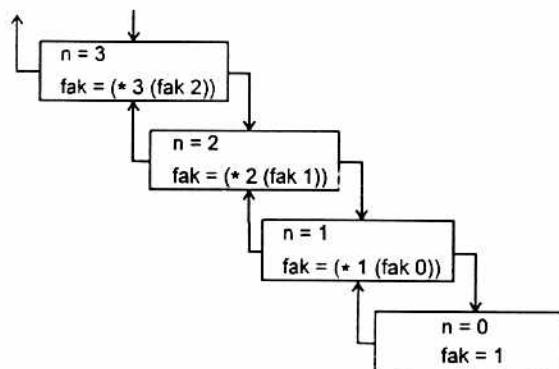 n = 3
fak = (* 3 (fak 2))
n = 2
fak = (* 2 (fak 1))
n = 1
fak = (* 1 (fak 0))
n = 0
fak = 1